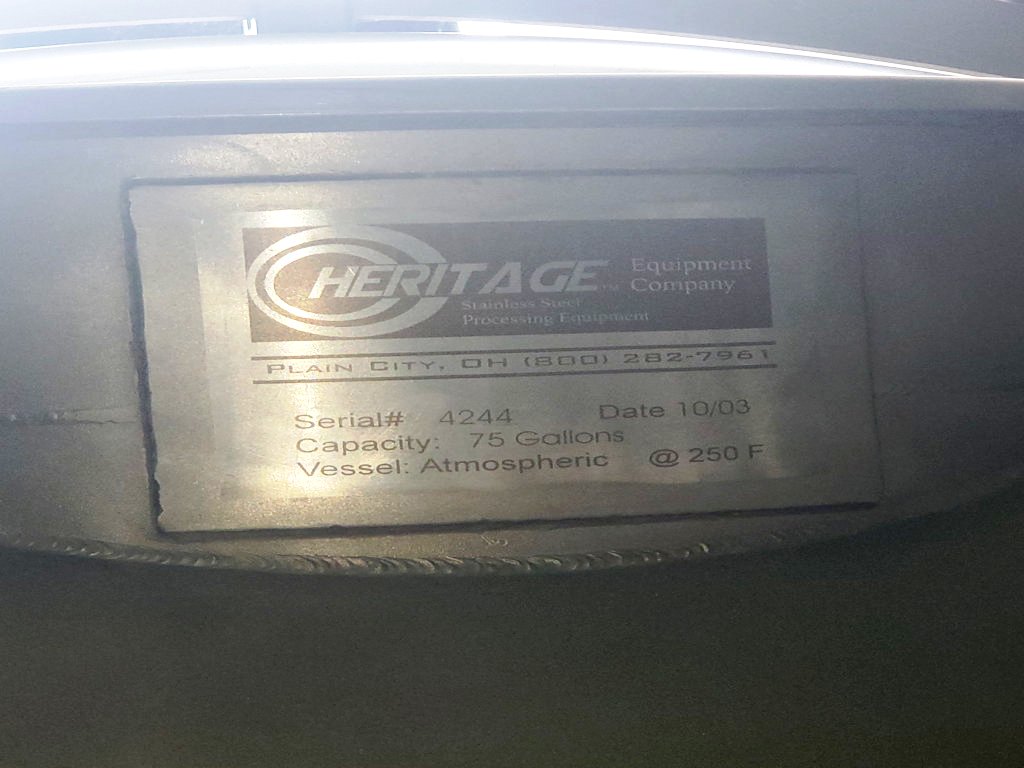 HERITAGE™ Equipment
Company
Stainless Steel
Processing Equipment
PLAIN CITY, OH (800) 282-7961
Serial# 4244 Date 10/03
Capacity: 75 Gallons
Vessel: Atmospheric @ 250 F